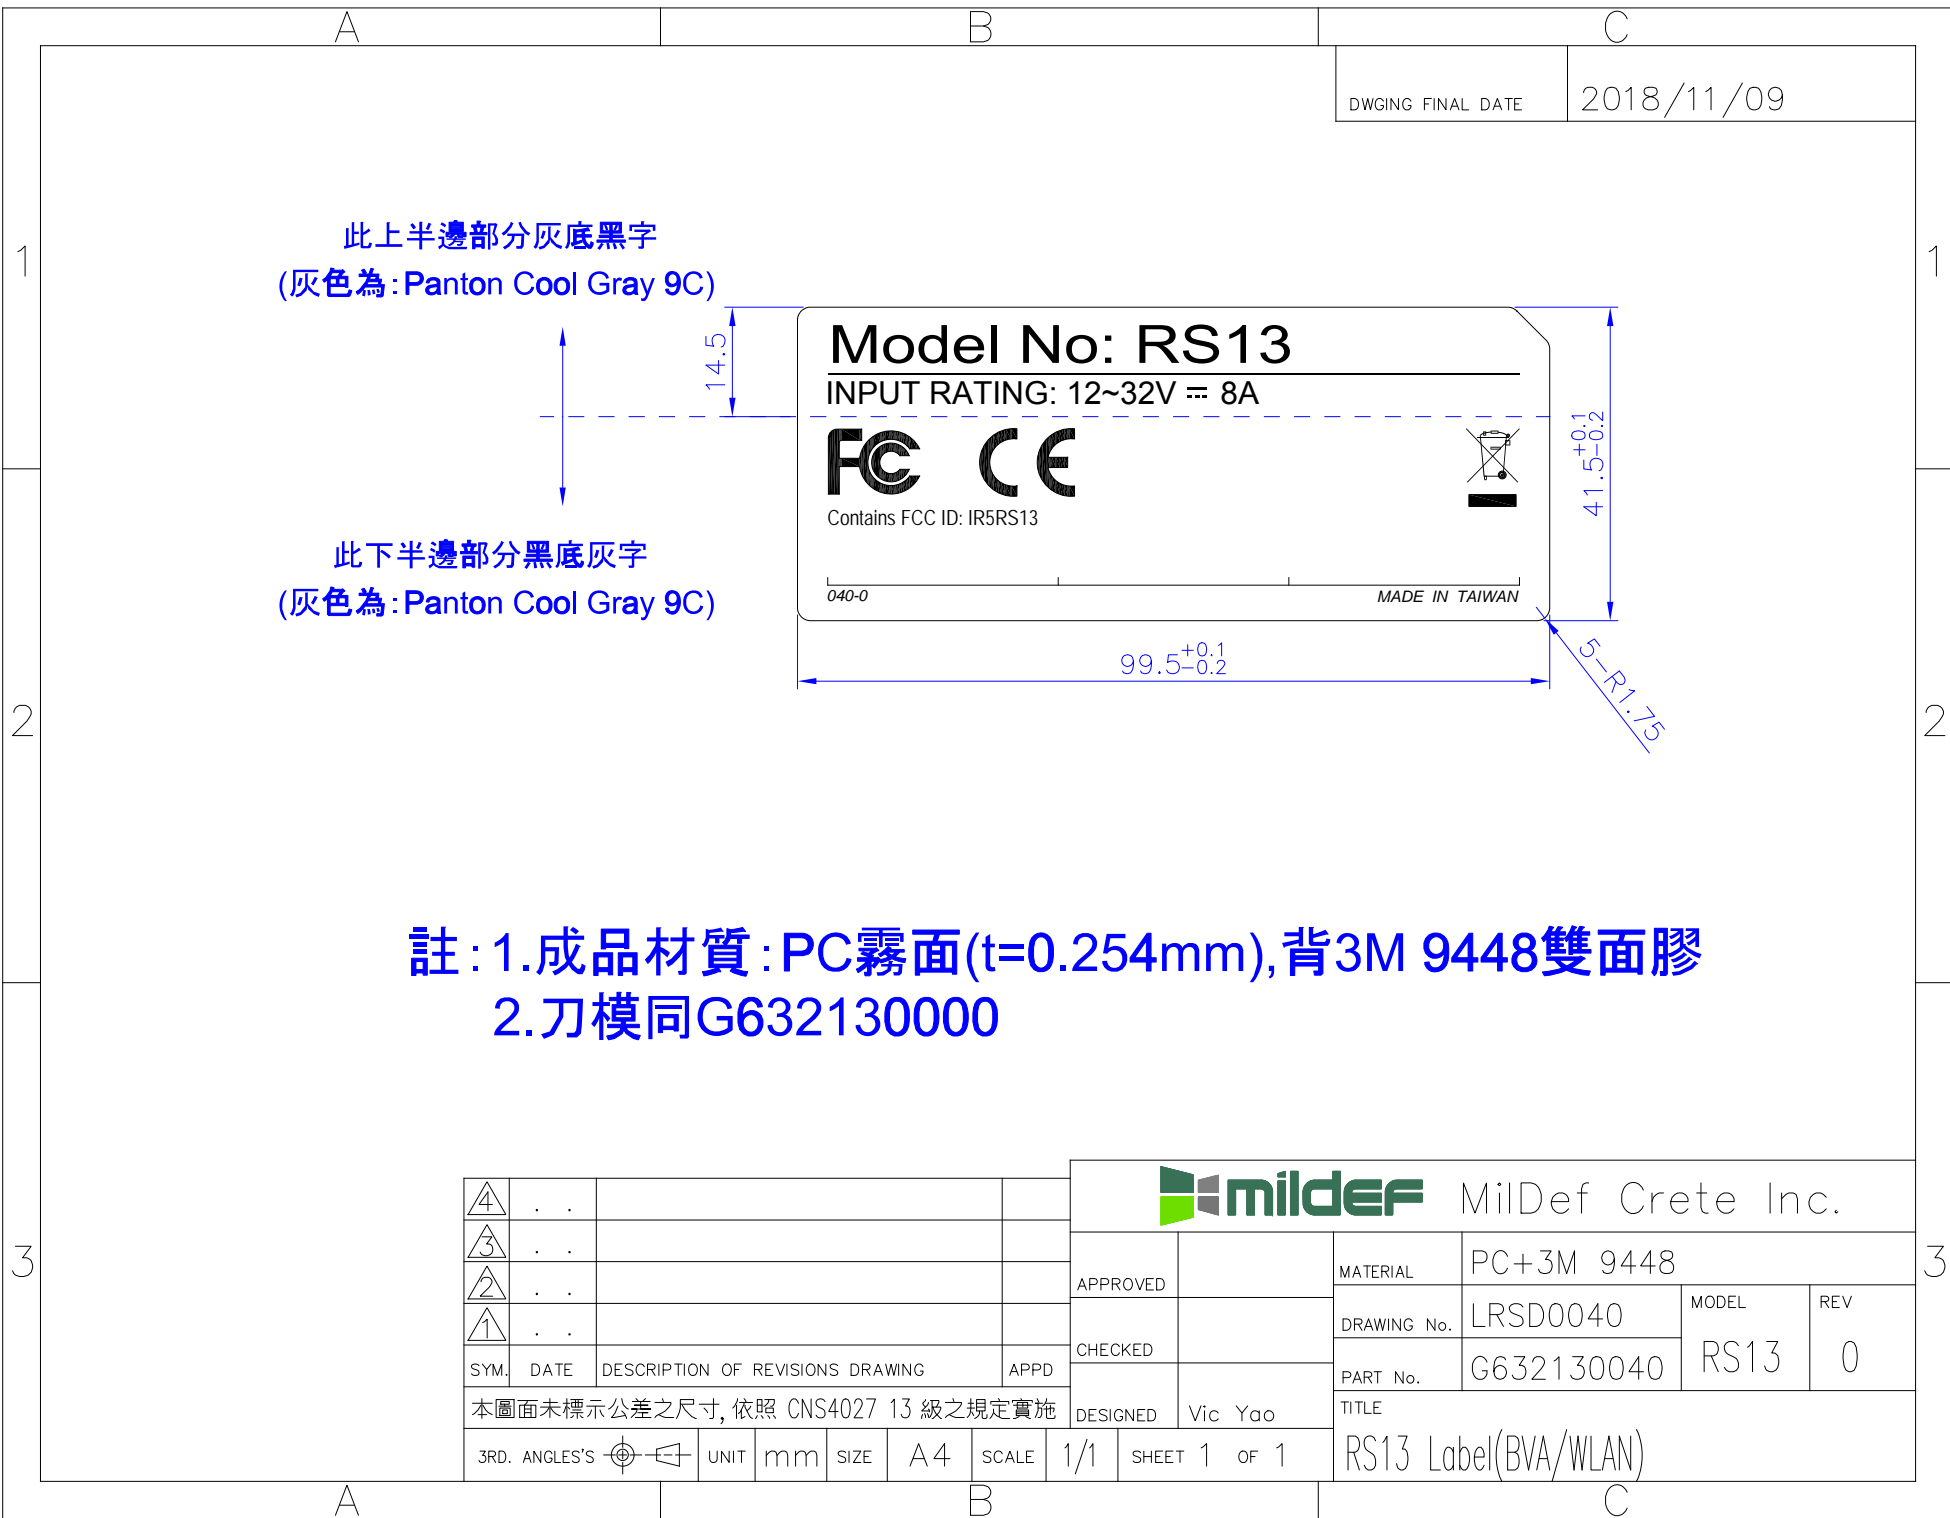 A B C
DWGING FINAL DATE 2018/11/09
此上半邊部分灰底黑字
(灰色為:Panton Cool Gray 9C)
1 1
14.5
Model No: RS13
INPUT RATING: 12~32V ⎓ 8A
FC CE
Contains FCC ID: IR5RS13
040-0 MADE IN TAIWAN
41.5+0.1-0.2
此下半邊部分黑底灰字
(灰色為:Panton Cool Gray 9C)
99.5+0.1-0.2
5-R1.75
2 2
註:1.成品材質:PC霧面(t=0.254mm),背3M 9448雙面膠
2.刀模同G632130000
3 3
mildef MilDef Crete Inc.
4 . .
3 . .
2 . .
1 . .
SYM. DATE DESCRIPTION OF REVISIONS DRAWING APPD
本圖面未標示公差之尺寸,依照 CNS4027 13 級之規定實施
3RD. ANGLES'S UNIT mm SIZE A4 SCALE 1/1 SHEET 1 OF 1
APPROVED
CHECKED
DESIGNED Vic Yao
MATERIAL PC+3M 9448
DRAWING No. LRSD0040
PART No. G632130040
MODEL RS13
REV 0
TITLE
RS13 Label(BVA/WLAN)
A B C